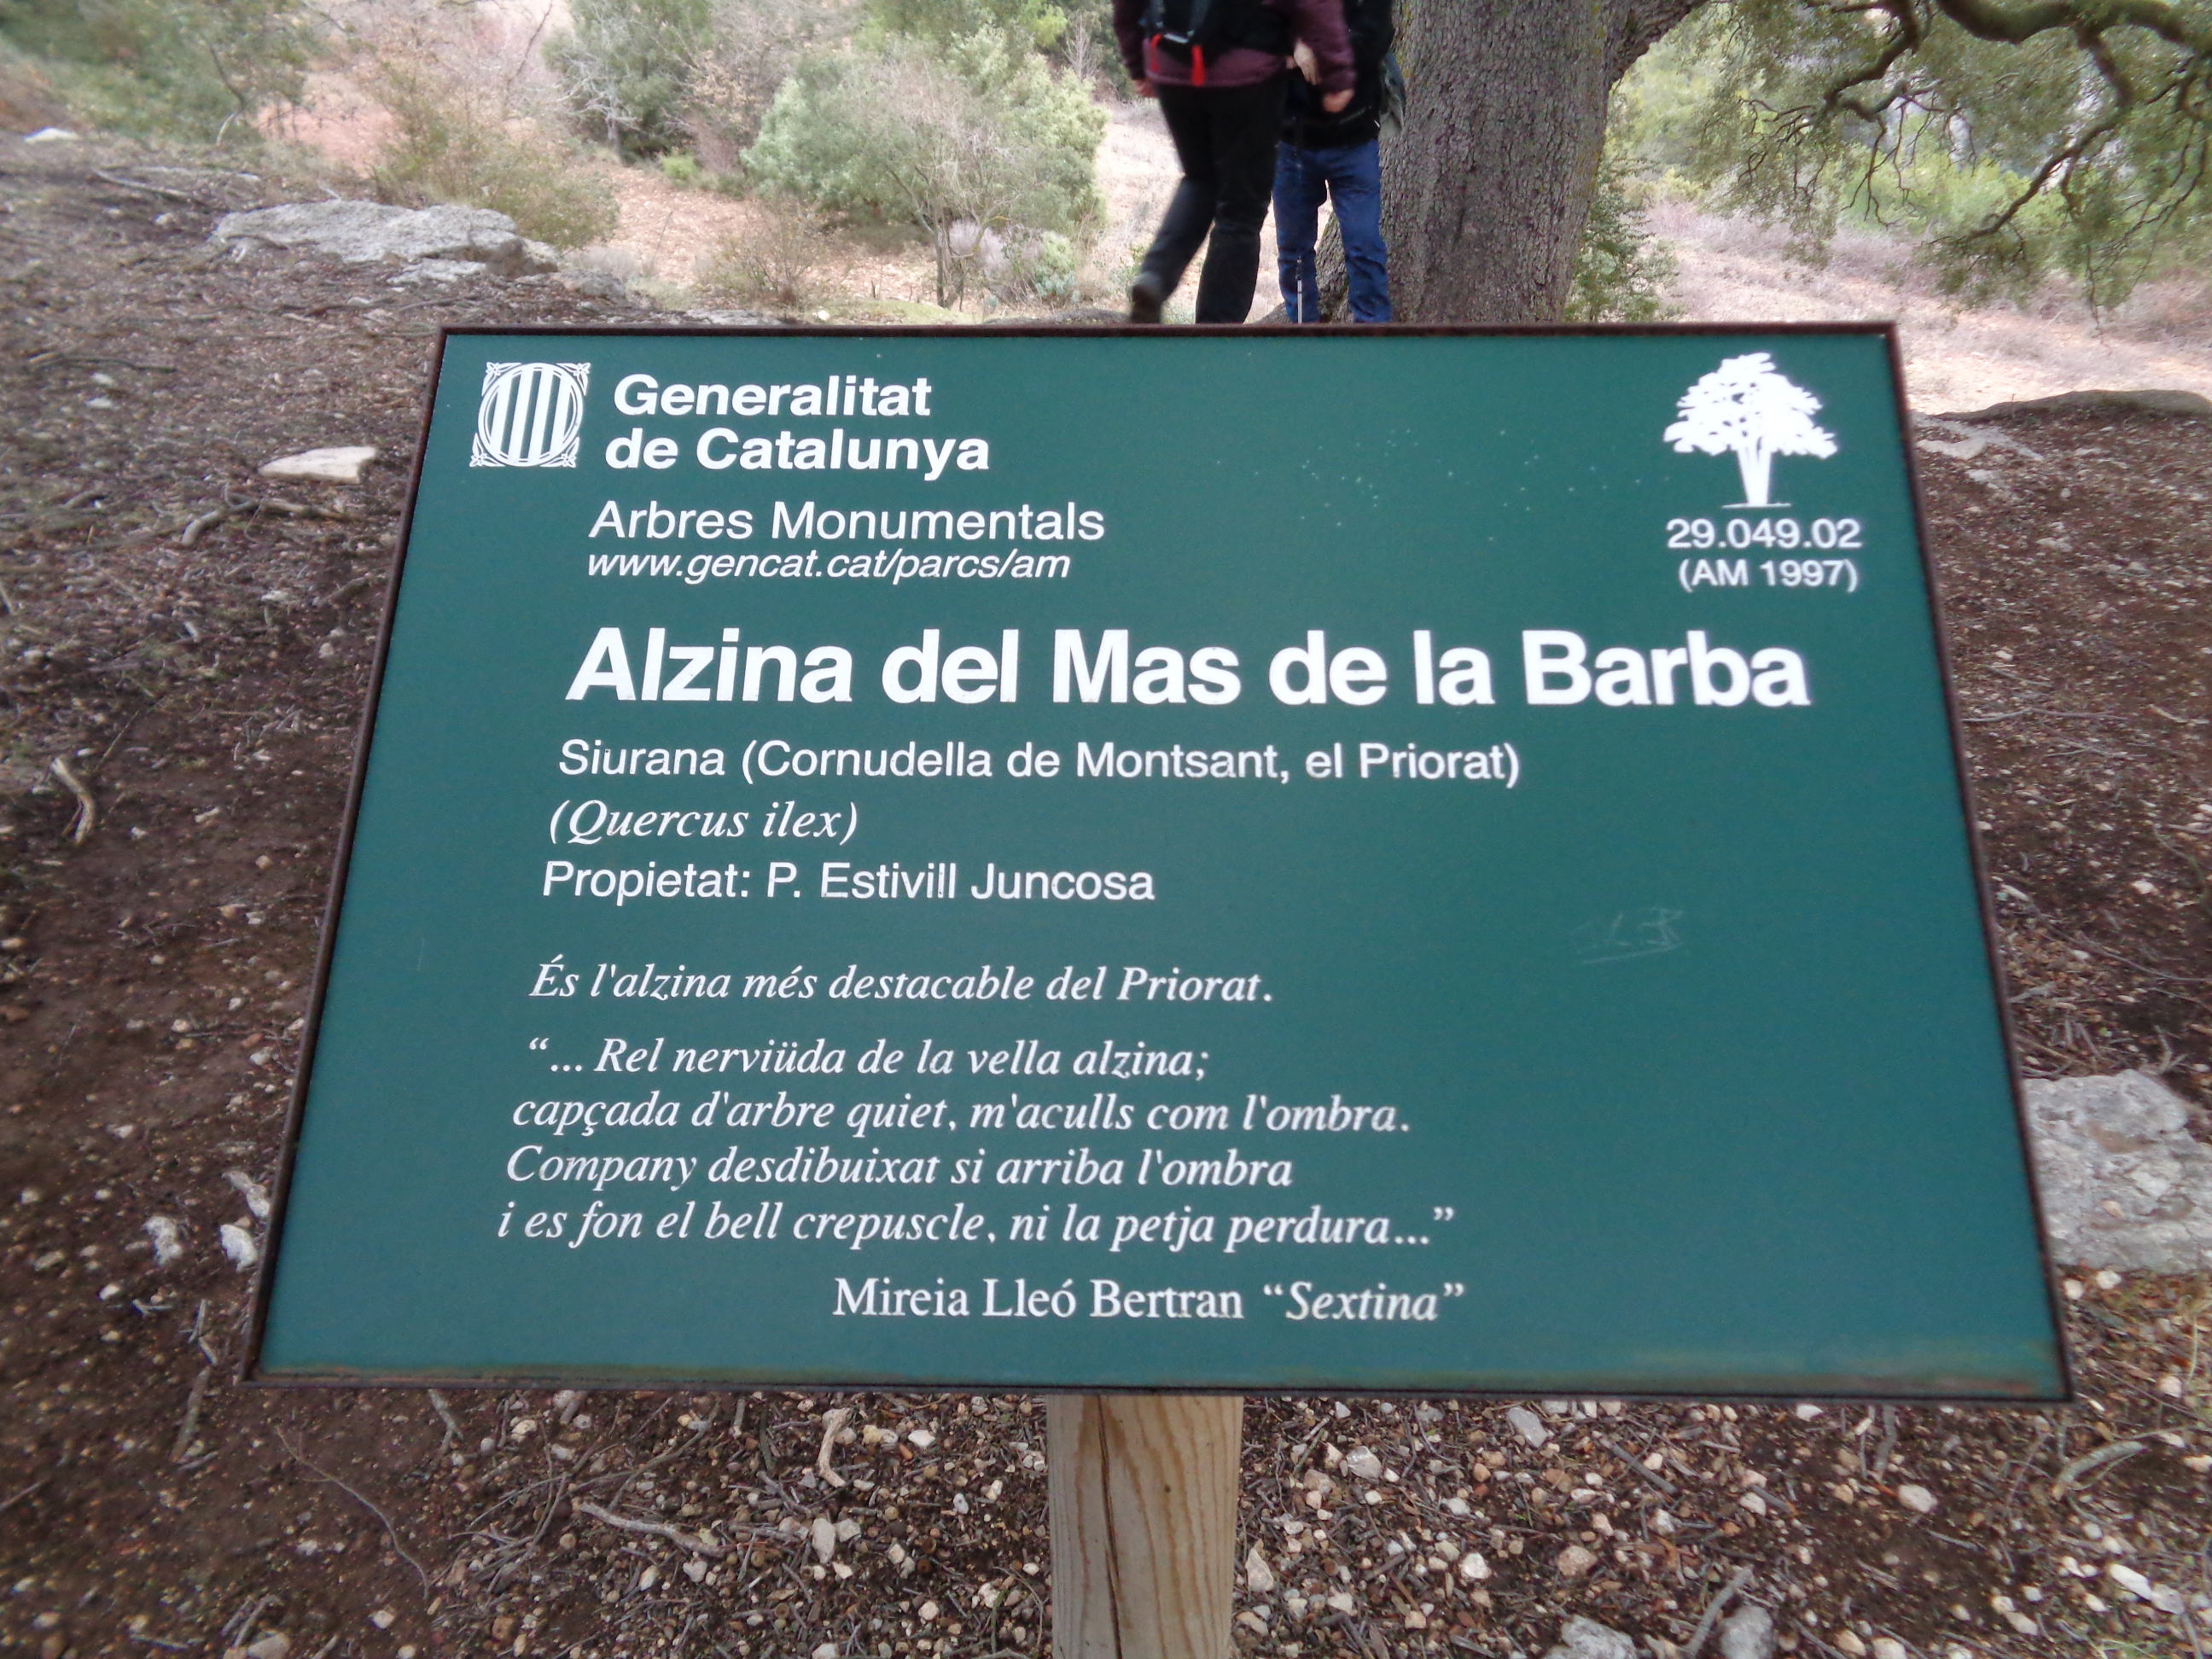 Generalitat
de Catalunya
Arbres Monumentals
www.gencat.cat/parcs/am
29.049.02
(AM 1997)
Alzina del Mas de la Barba
Siurana (Cornudella de Montsant, el Priorat)
(Quercus ilex)
Propietat: P. Estivill Juncosa
És l'alzina més destacable del Priorat.
“... Rel nerviüda de la vella alzina;
capçada d'arbre quiet, m'aculls com l'ombra.
Company desdibuixat si arriba l'ombra
i es fon el bell crepuscle, ni la petja perdura...”
Mireia Lleó Bertran “Sextina”